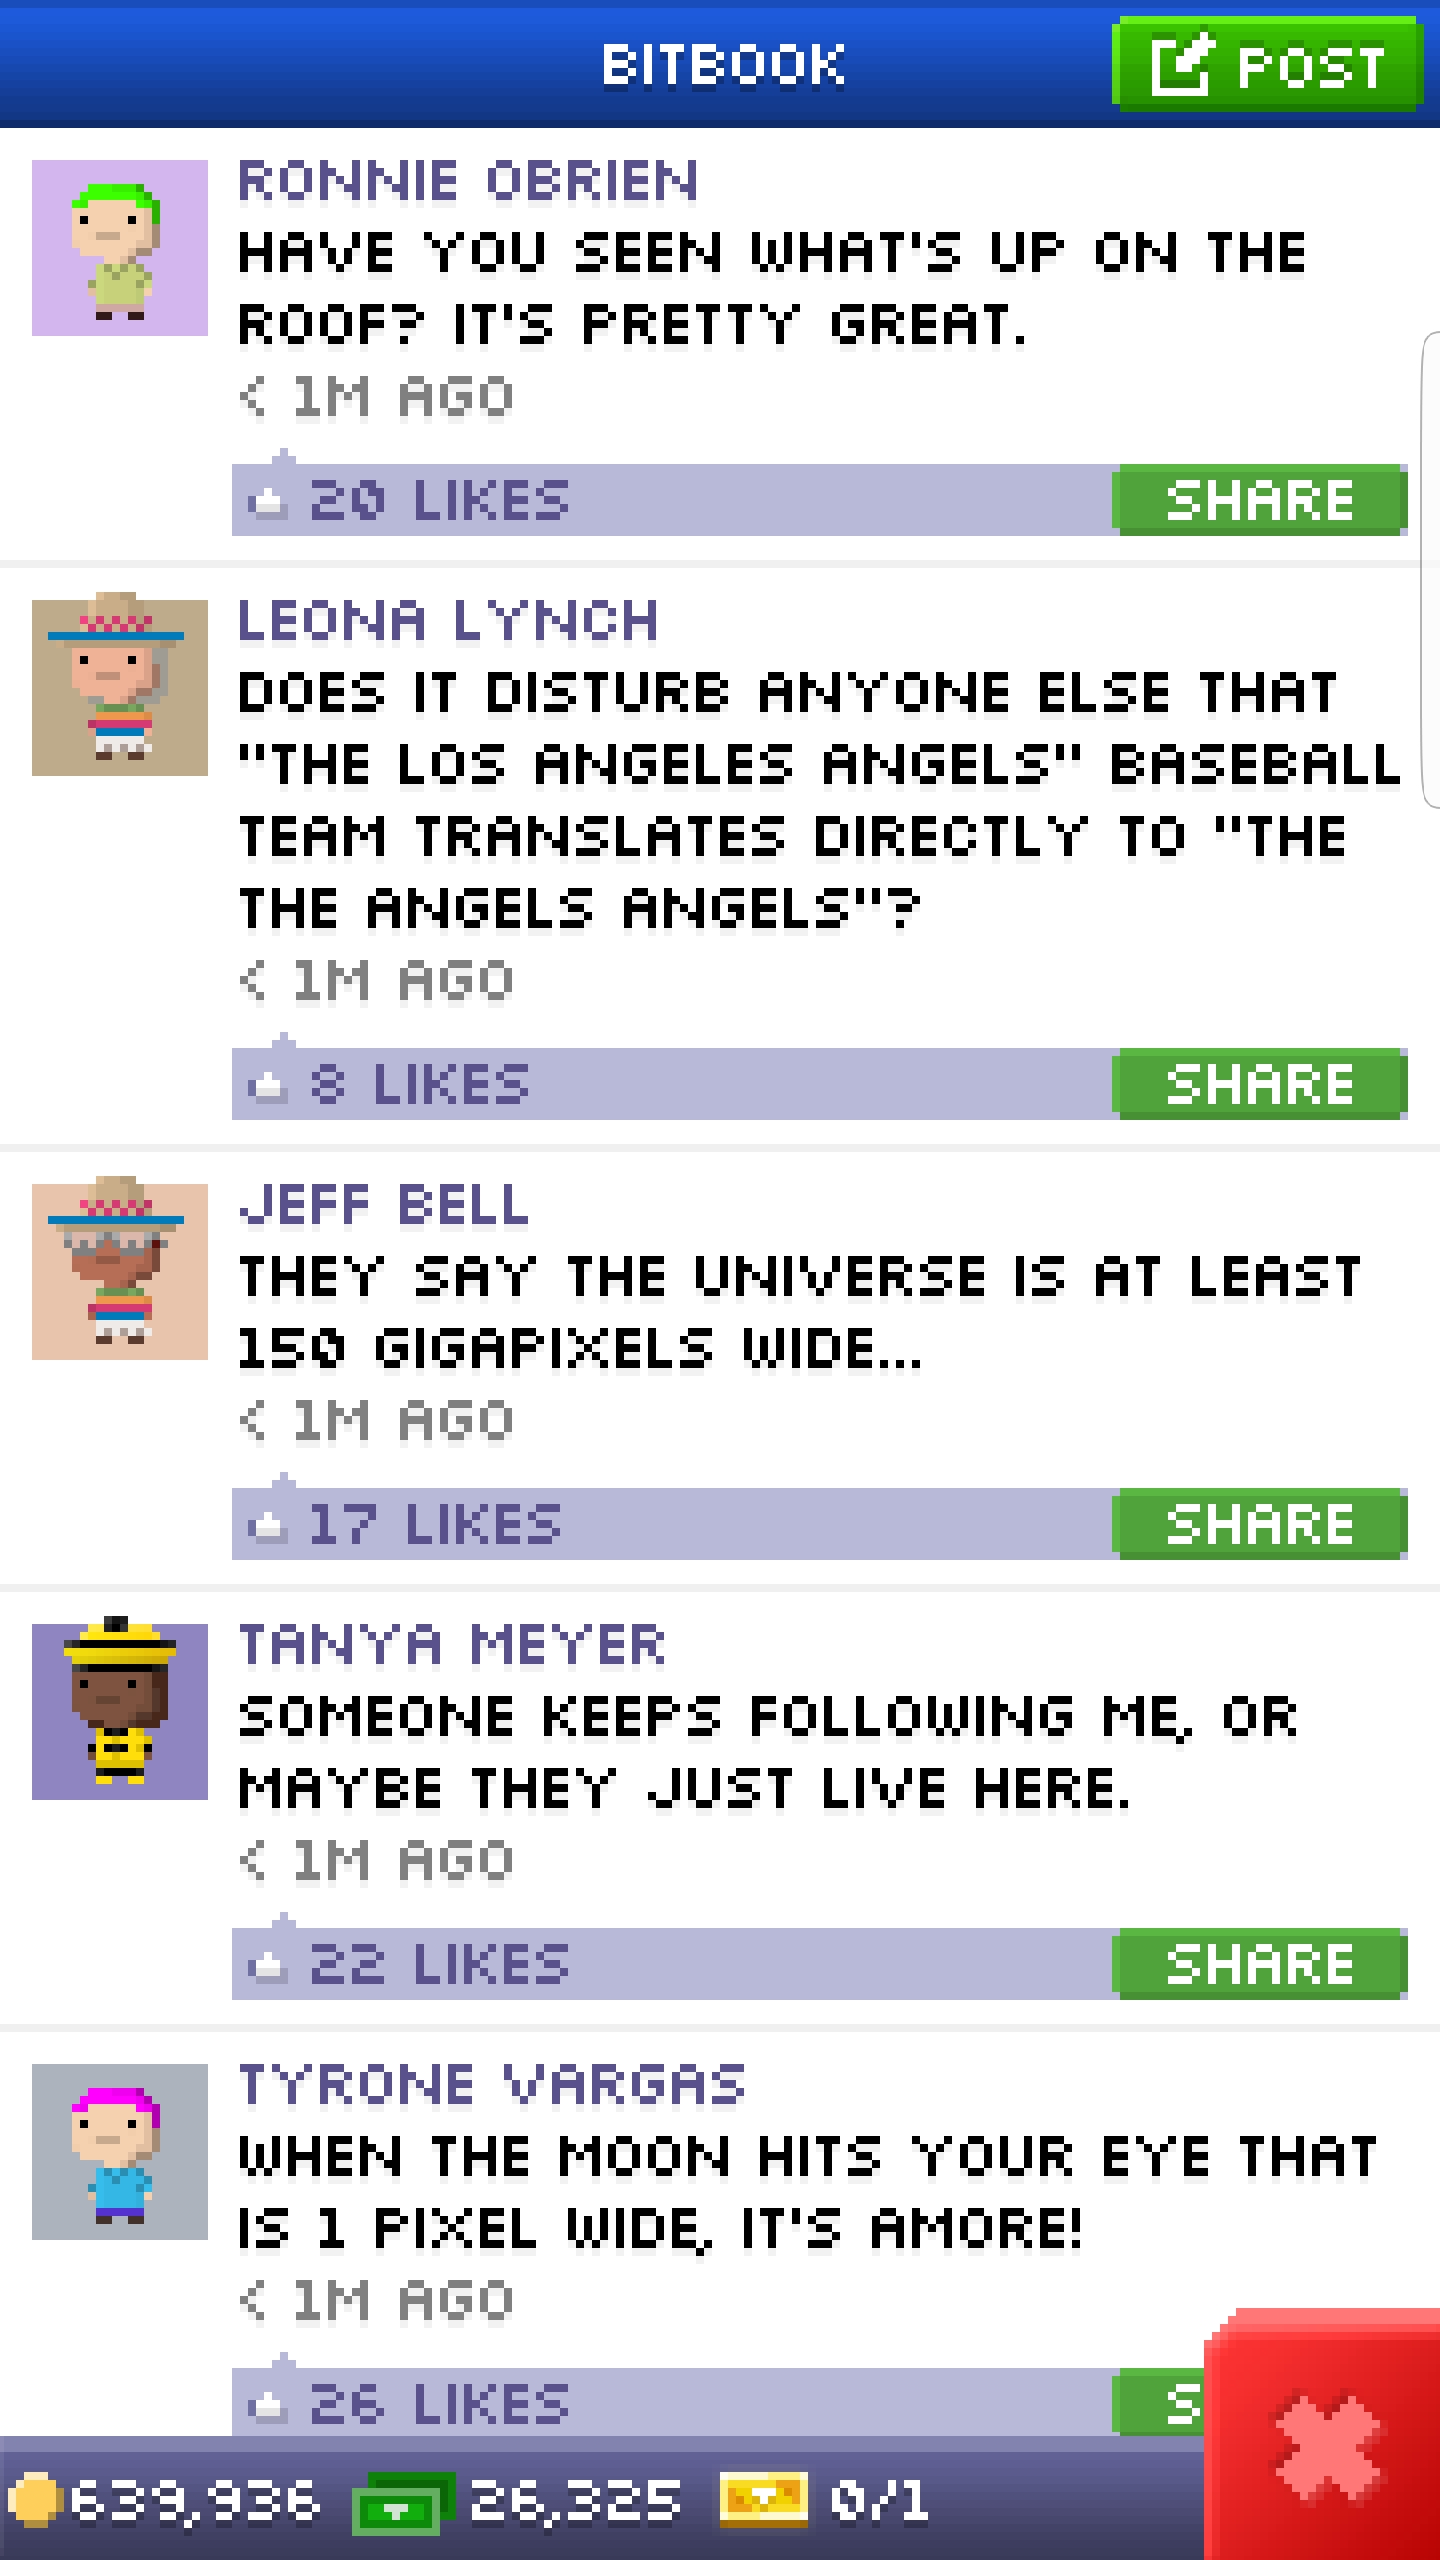 BITBOOK
POST
RONNIE OBRIEN
HAVE YOU SEEN WHAT'S UP ON THE
ROOF? IT'S PRETTY GREAT.
< 1M AGO
20 LIKES
SHARE
LEONA LYNCH
DOES IT DISTURB ANYONE ELSE THAT
"THE LOS ANGELES ANGELS" BASEBALL
TEAM TRANSLATES DIRECTLY TO "THE
THE ANGELS ANGELS"?
< 1M AGO
8 LIKES
SHARE
JEFF BELL
THEY SAY THE UNIVERSE IS AT LEAST
150 GIGAPIXELS WIDE...
< 1M AGO
17 LIKES
SHARE
TANYA MEYER
SOMEONE KEEPS FOLLOWING ME, OR
MAYBE THEY JUST LIVE HERE.
< 1M AGO
22 LIKES
SHARE
TYRONE VARGAS
WHEN THE MOON HITS YOUR EYE THAT
IS 1 PIXEL WIDE, IT'S AMORE!
< 1M AGO
26 LIKES
S
639,936
26,325
0/1